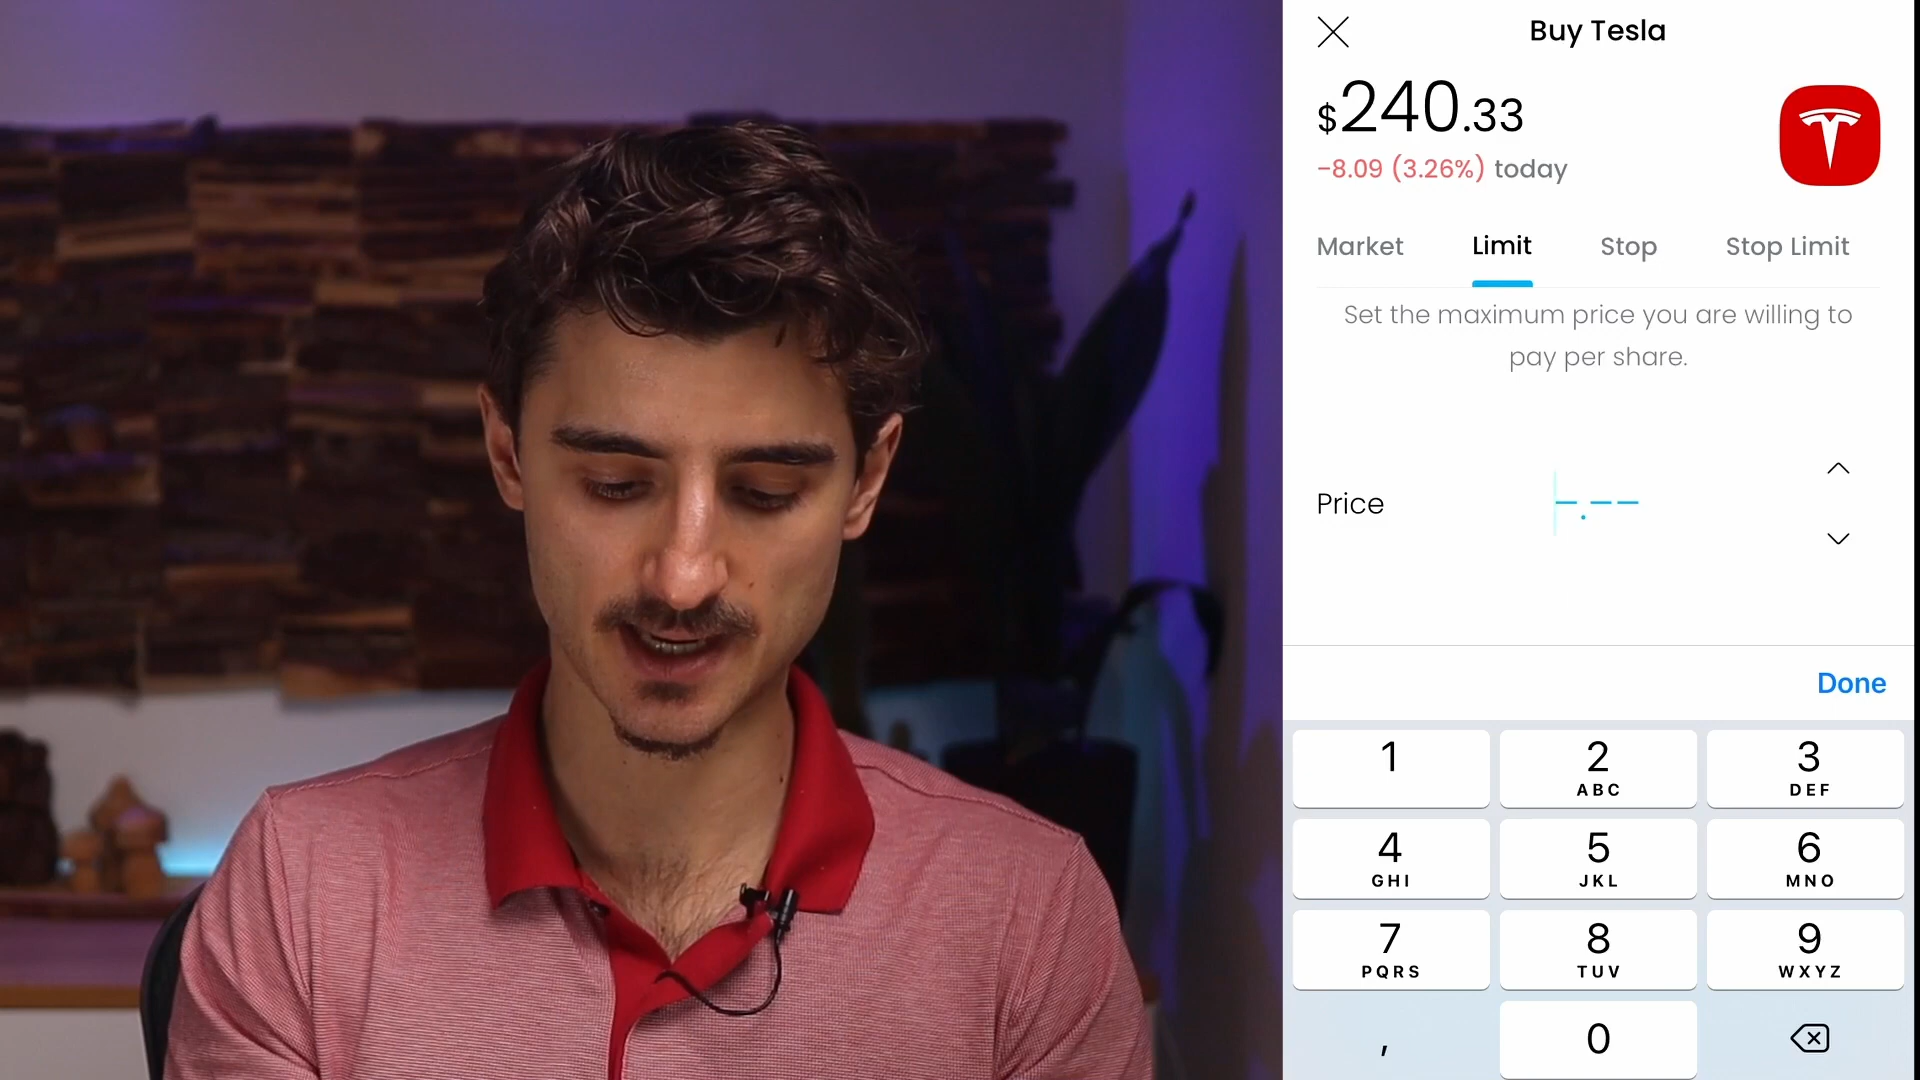 Buy Tesla
$240.33
-8.09 (3.26%) today
Market Limit Stop Stop Limit
Set the maximum price you are willing to
pay per share.
Price
Done
1 2 3
ABC DEF
4 5 6
GHI JKL MNO
7 8 9
PQRS TUV WXYZ
, 0